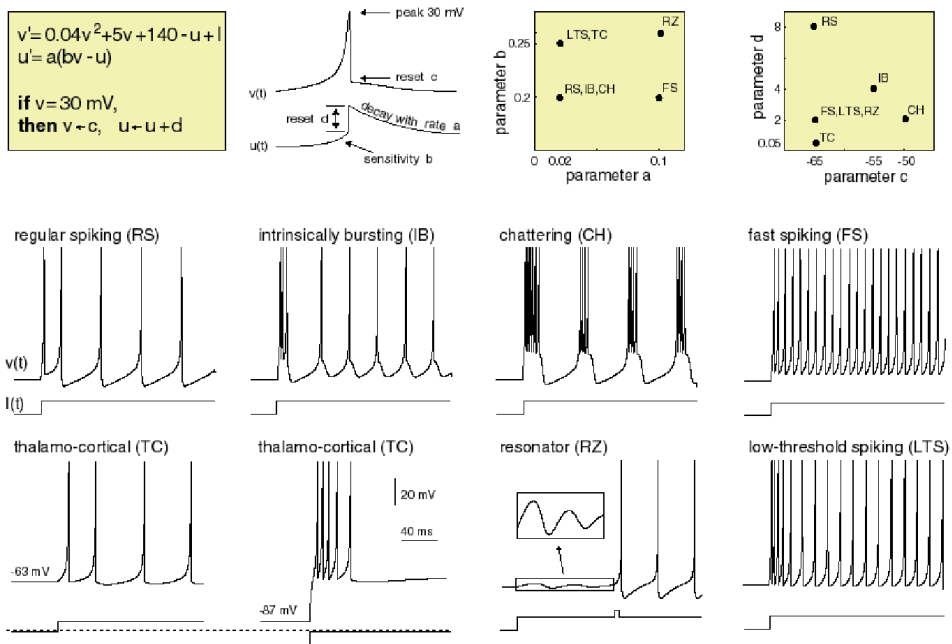 v'= 0.04v²+5v+140 -u+I
u'= a(bv -u)
if v= 30 mV,
then v←c, u←u+d
peak 30 mV
reset c
v(t)
reset d
decay with rate a
u(t)
sensitivity b
parameter b
0.25
0.2
LTS,TC
RZ
RS,IB,CH
FS
0 0.02 0.1
parameter a
parameter d
8
4
2
0.05
RS
IB
FS,LTS,RZ
CH
TC
-65 -55 -50
parameter c
regular spiking (RS)
intrinsically bursting (IB)
chattering (CH)
fast spiking (FS)
v(t)
I(t)
thalamo-cortical (TC)
thalamo-cortical (TC)
resonator (RZ)
low-threshold spiking (LTS)
20 mV
40 ms
-63 mV
-87 mV